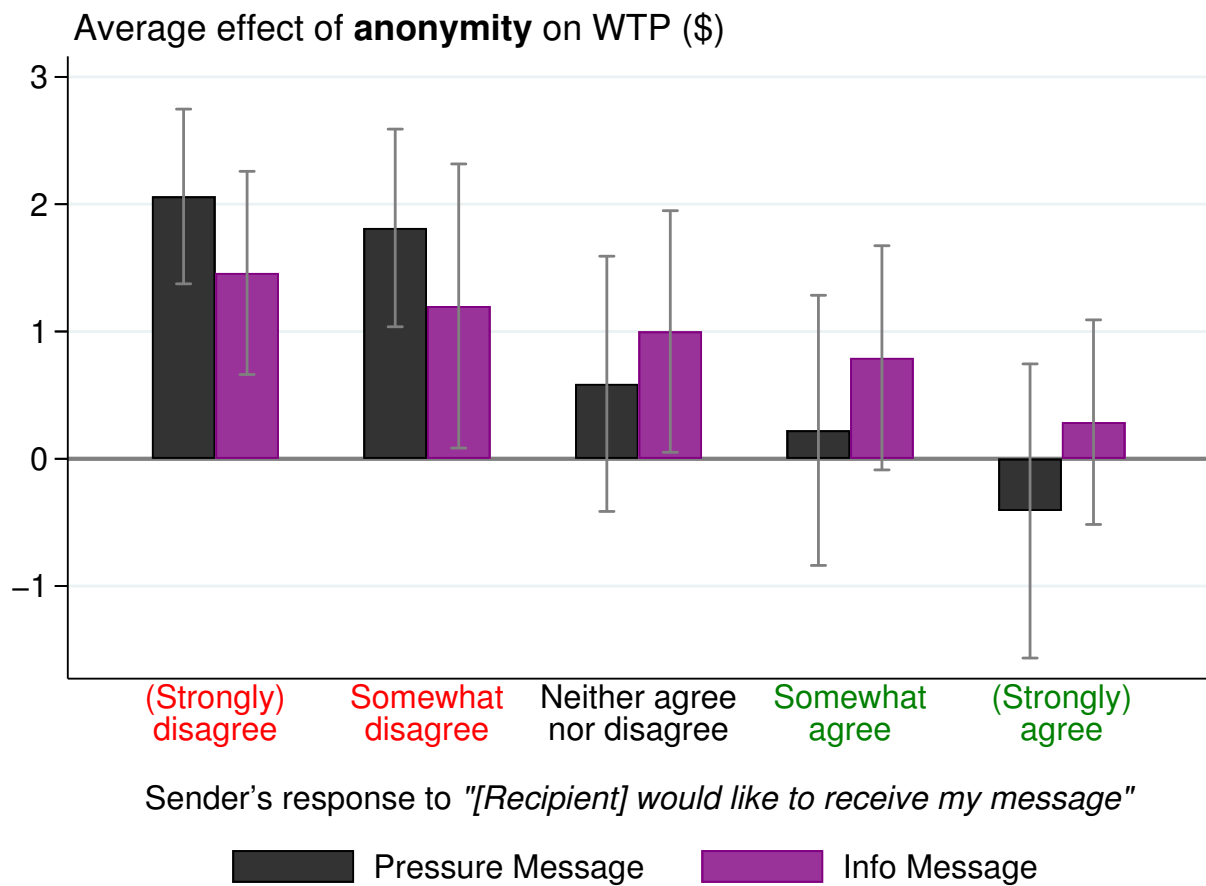 Average effect of anonymity on WTP ($)
3
2
1
0
−1
(Strongly) disagree
Somewhat disagree
Neither agree nor disagree
Somewhat agree
(Strongly) agree
Sender's response to "[Recipient] would like to receive my message"
Pressure Message
Info Message